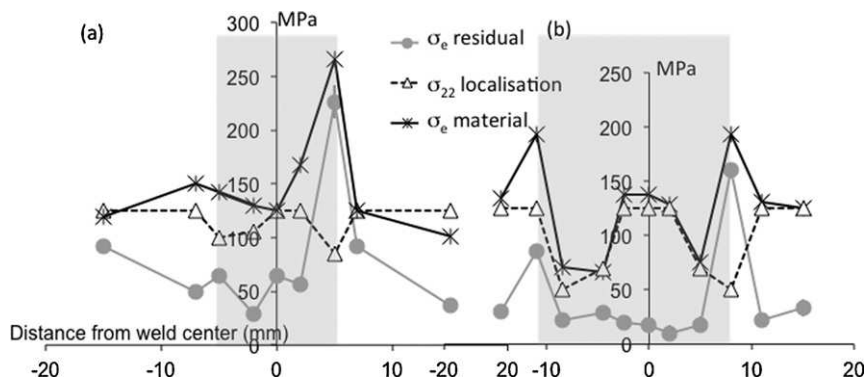 (a)
300 MPa
250
200
150
100
50
0
Distance from weld center (mm)
-20 -10 0 10 20
σe residual
σ22 localisation
σe material
(b)
MPa
250
200
150
100
50
0
-20 -10 0 10 20